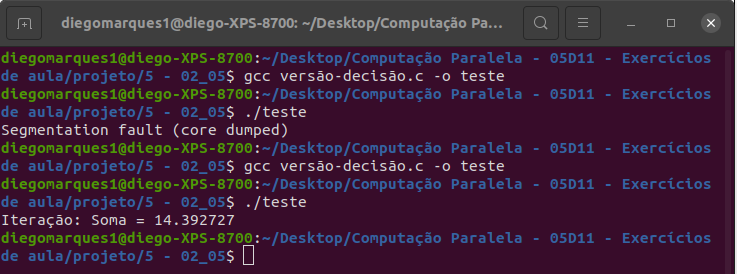 diegomarques1@diego-XPS-8700: ~/Desktop/Computação Pa...
diegomarques1@diego-XPS-8700:~/Desktop/Computação Paralela - 05D11 - Exercícios
de aula/projeto/5 - 02_05$ gcc versão-decisão.c -o teste
diegomarques1@diego-XPS-8700:~/Desktop/Computação Paralela - 05D11 - Exercícios
de aula/projeto/5 - 02_05$ ./teste
Segmentation fault (core dumped)
diegomarques1@diego-XPS-8700:~/Desktop/Computação Paralela - 05D11 - Exercícios
de aula/projeto/5 - 02_05$ gcc versão-decisão.c -o teste
diegomarques1@diego-XPS-8700:~/Desktop/Computação Paralela - 05D11 - Exercícios
de aula/projeto/5 - 02_05$ ./teste
Iteração: Soma = 14.392727
diegomarques1@diego-XPS-8700:~/Desktop/Computação Paralela - 05D11 - Exercícios
de aula/projeto/5 - 02_05$